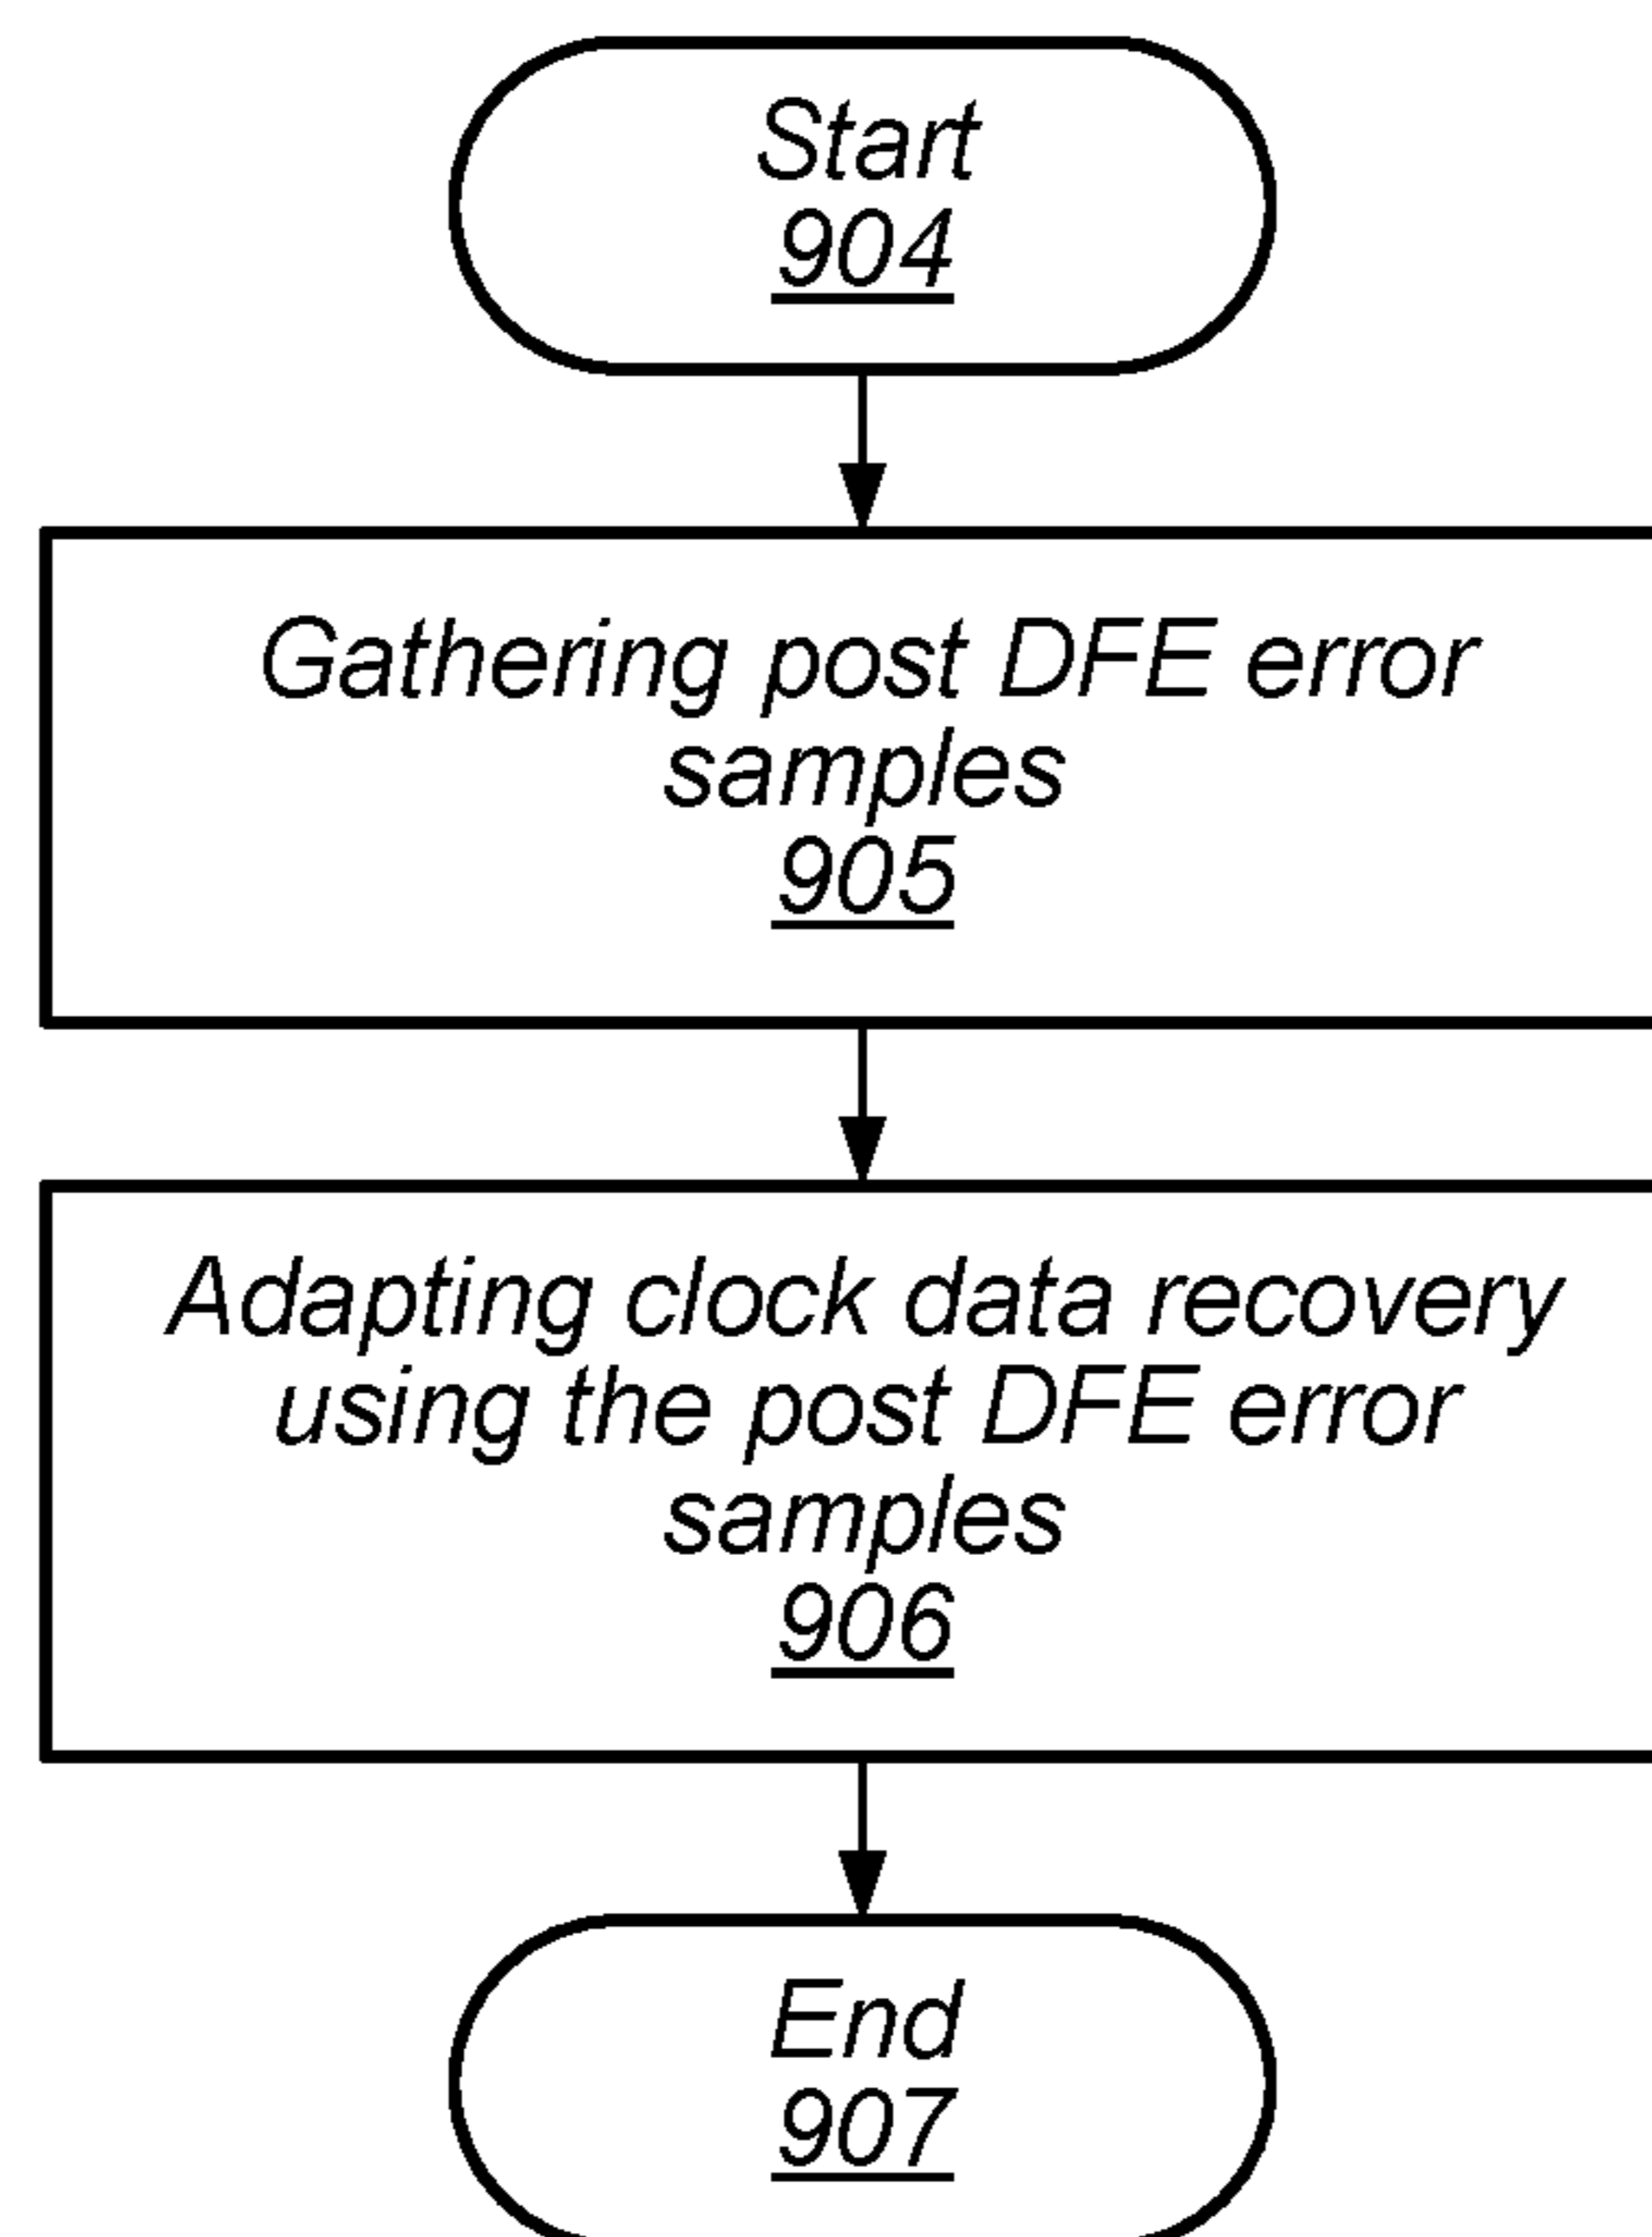 Start
904
Gathering post DFE error
samples
905
Adapting clock data recovery
using the post DFE error
samples
906
End
907